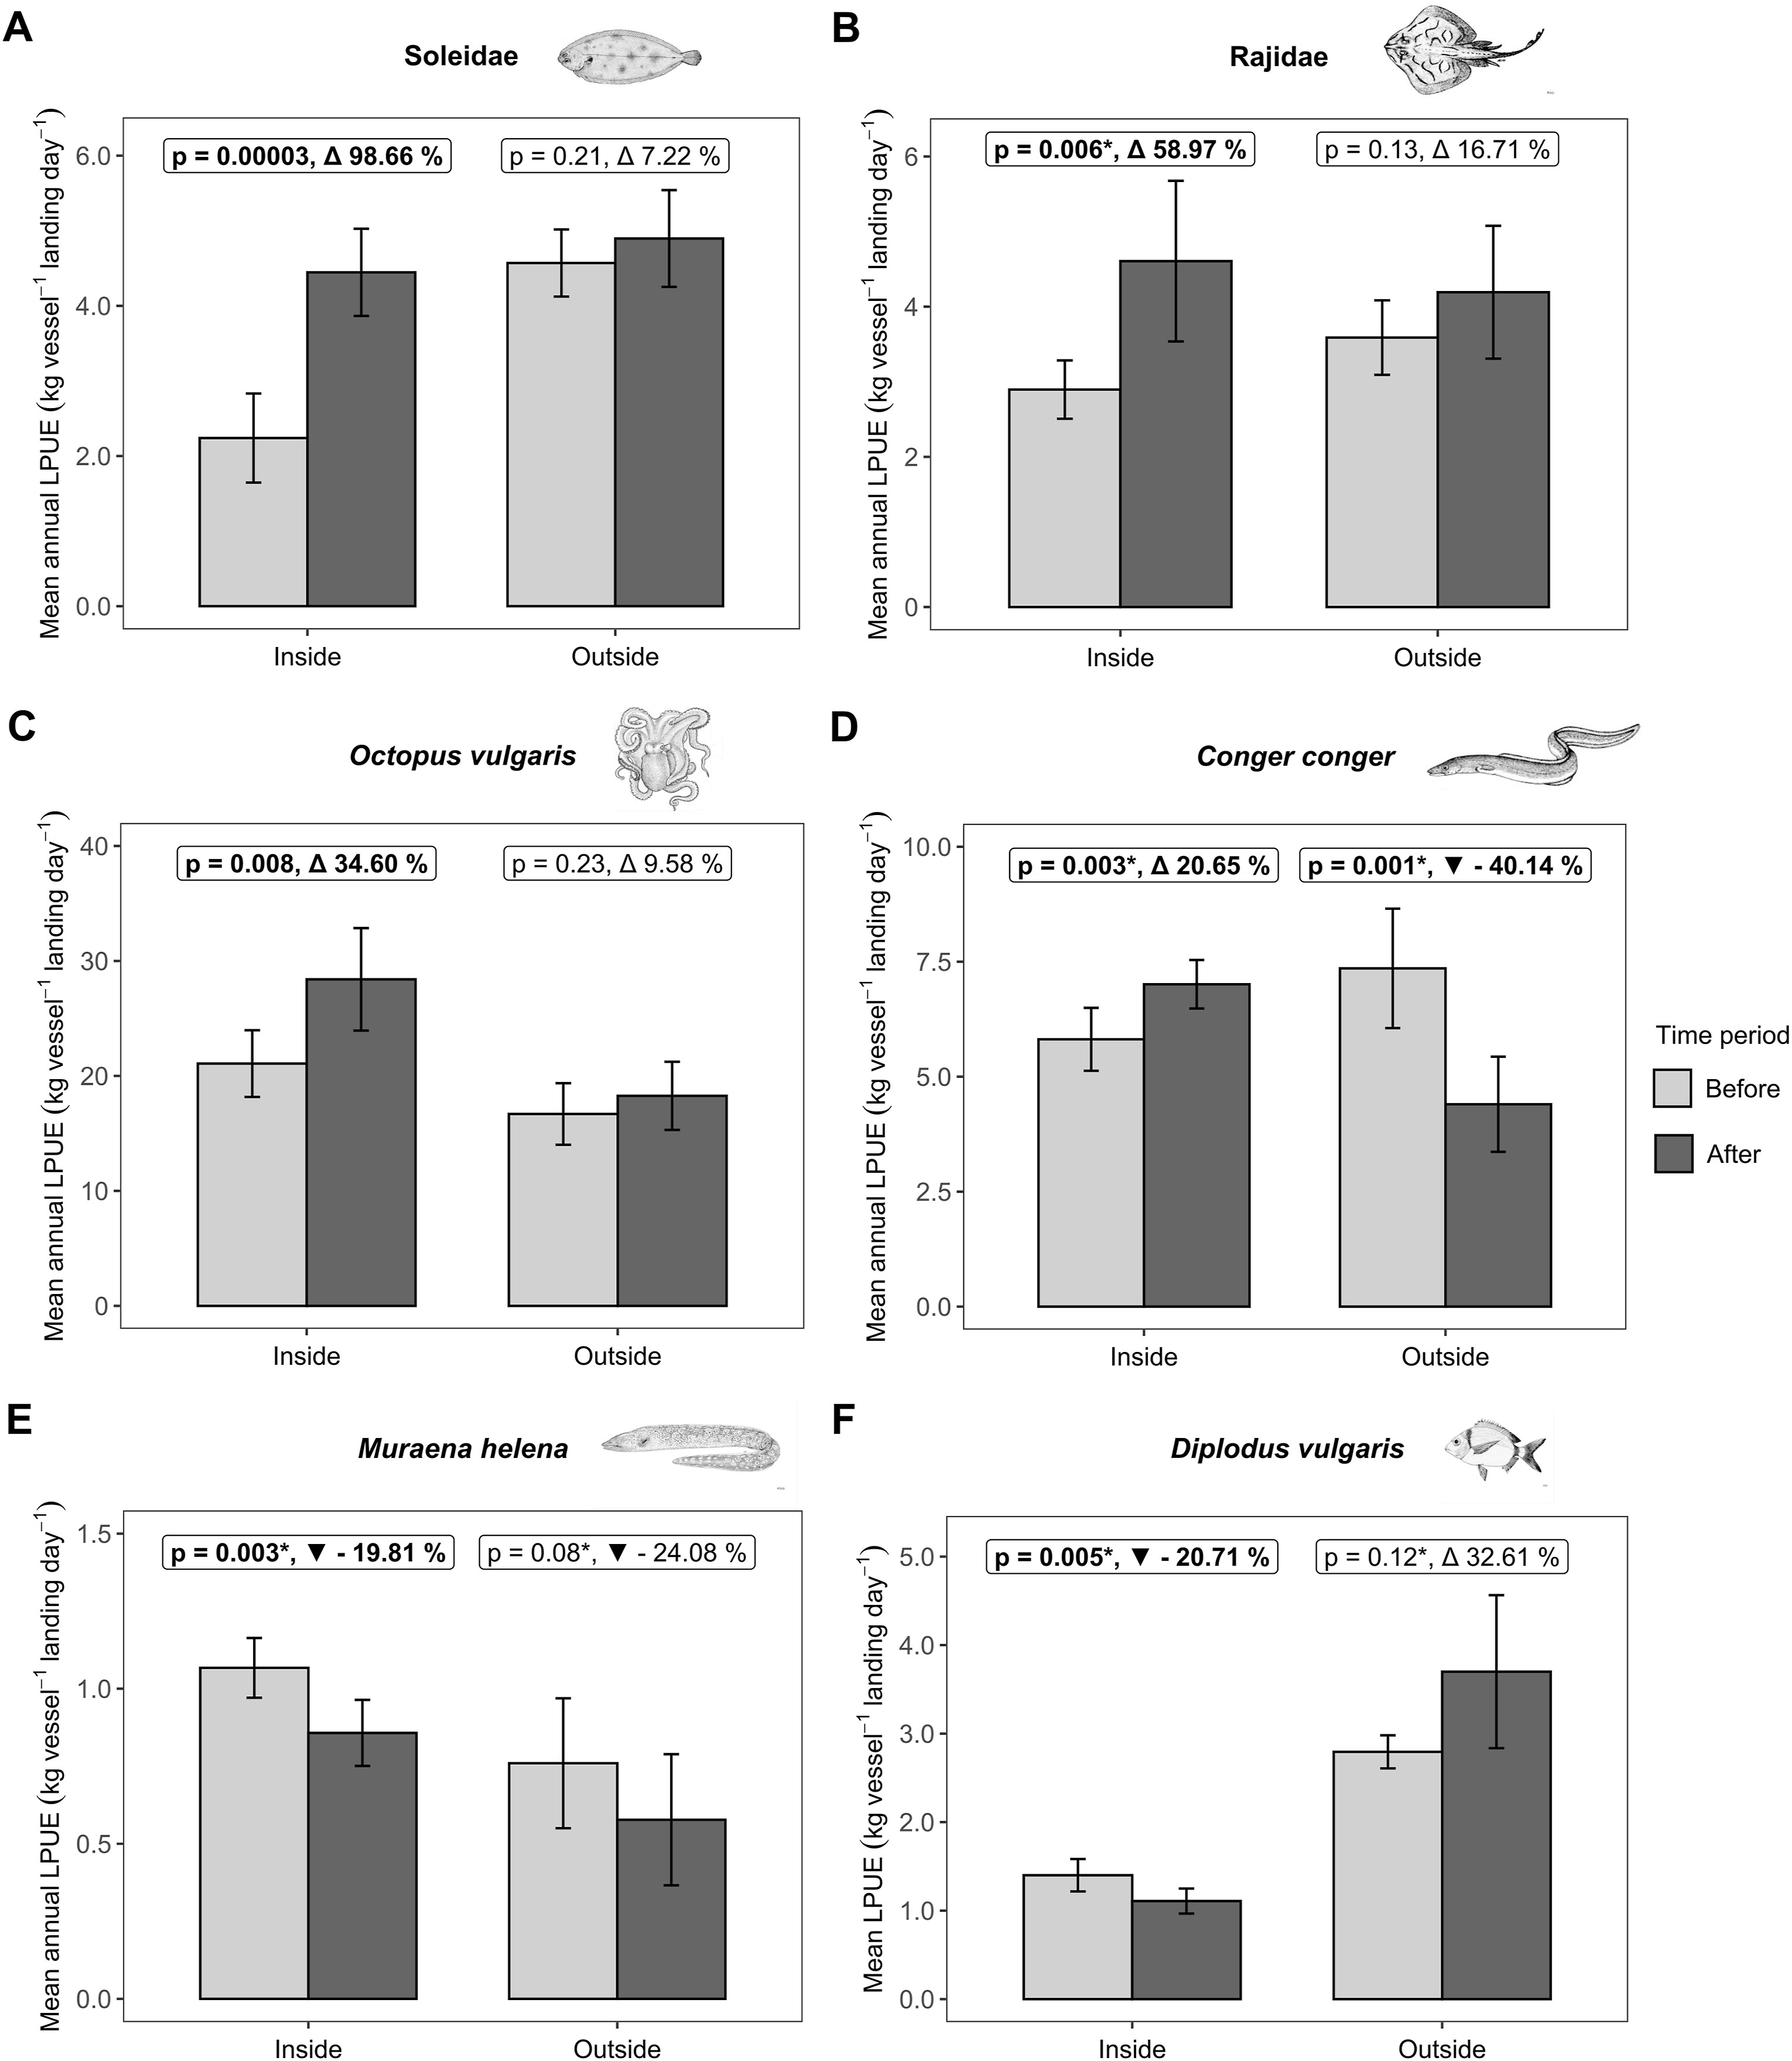 A
Soleidae
Mean annual LPUE (kg vessel⁻¹ landing day⁻¹)
6.0
4.0
2.0
0.0
p = 0.00003, Δ 98.66 %
p = 0.21, Δ 7.22 %
Inside
Outside
B
Rajidae
Mean annual LPUE (kg vessel⁻¹ landing day⁻¹)
6
4
2
0
p = 0.006*, Δ 58.97 %
p = 0.13, Δ 16.71 %
Inside
Outside
C
Octopus vulgaris
Mean annual LPUE (kg vessel⁻¹ landing day⁻¹)
40
30
20
10
0
p = 0.008, Δ 34.60 %
p = 0.23, Δ 9.58 %
Inside
Outside
D
Conger conger
Mean annual LPUE (kg vessel⁻¹ landing day⁻¹)
10.0
7.5
5.0
2.5
0.0
p = 0.003*, Δ 20.65 %
p = 0.001*, ▼ - 40.14 %
Inside
Outside
Time period
Before
After
E
Muraena helena
Mean annual LPUE (kg vessel⁻¹ landing day⁻¹)
1.5
1.0
0.5
0.0
p = 0.003*, ▼ - 19.81 %
p = 0.08*, ▼ - 24.08 %
Inside
Outside
F
Diplodus vulgaris
Mean LPUE (kg vessel⁻¹ landing day⁻¹)
5.0
4.0
3.0
2.0
1.0
0.0
p = 0.005*, ▼ - 20.71 %
p = 0.12*, Δ 32.61 %
Inside
Outside